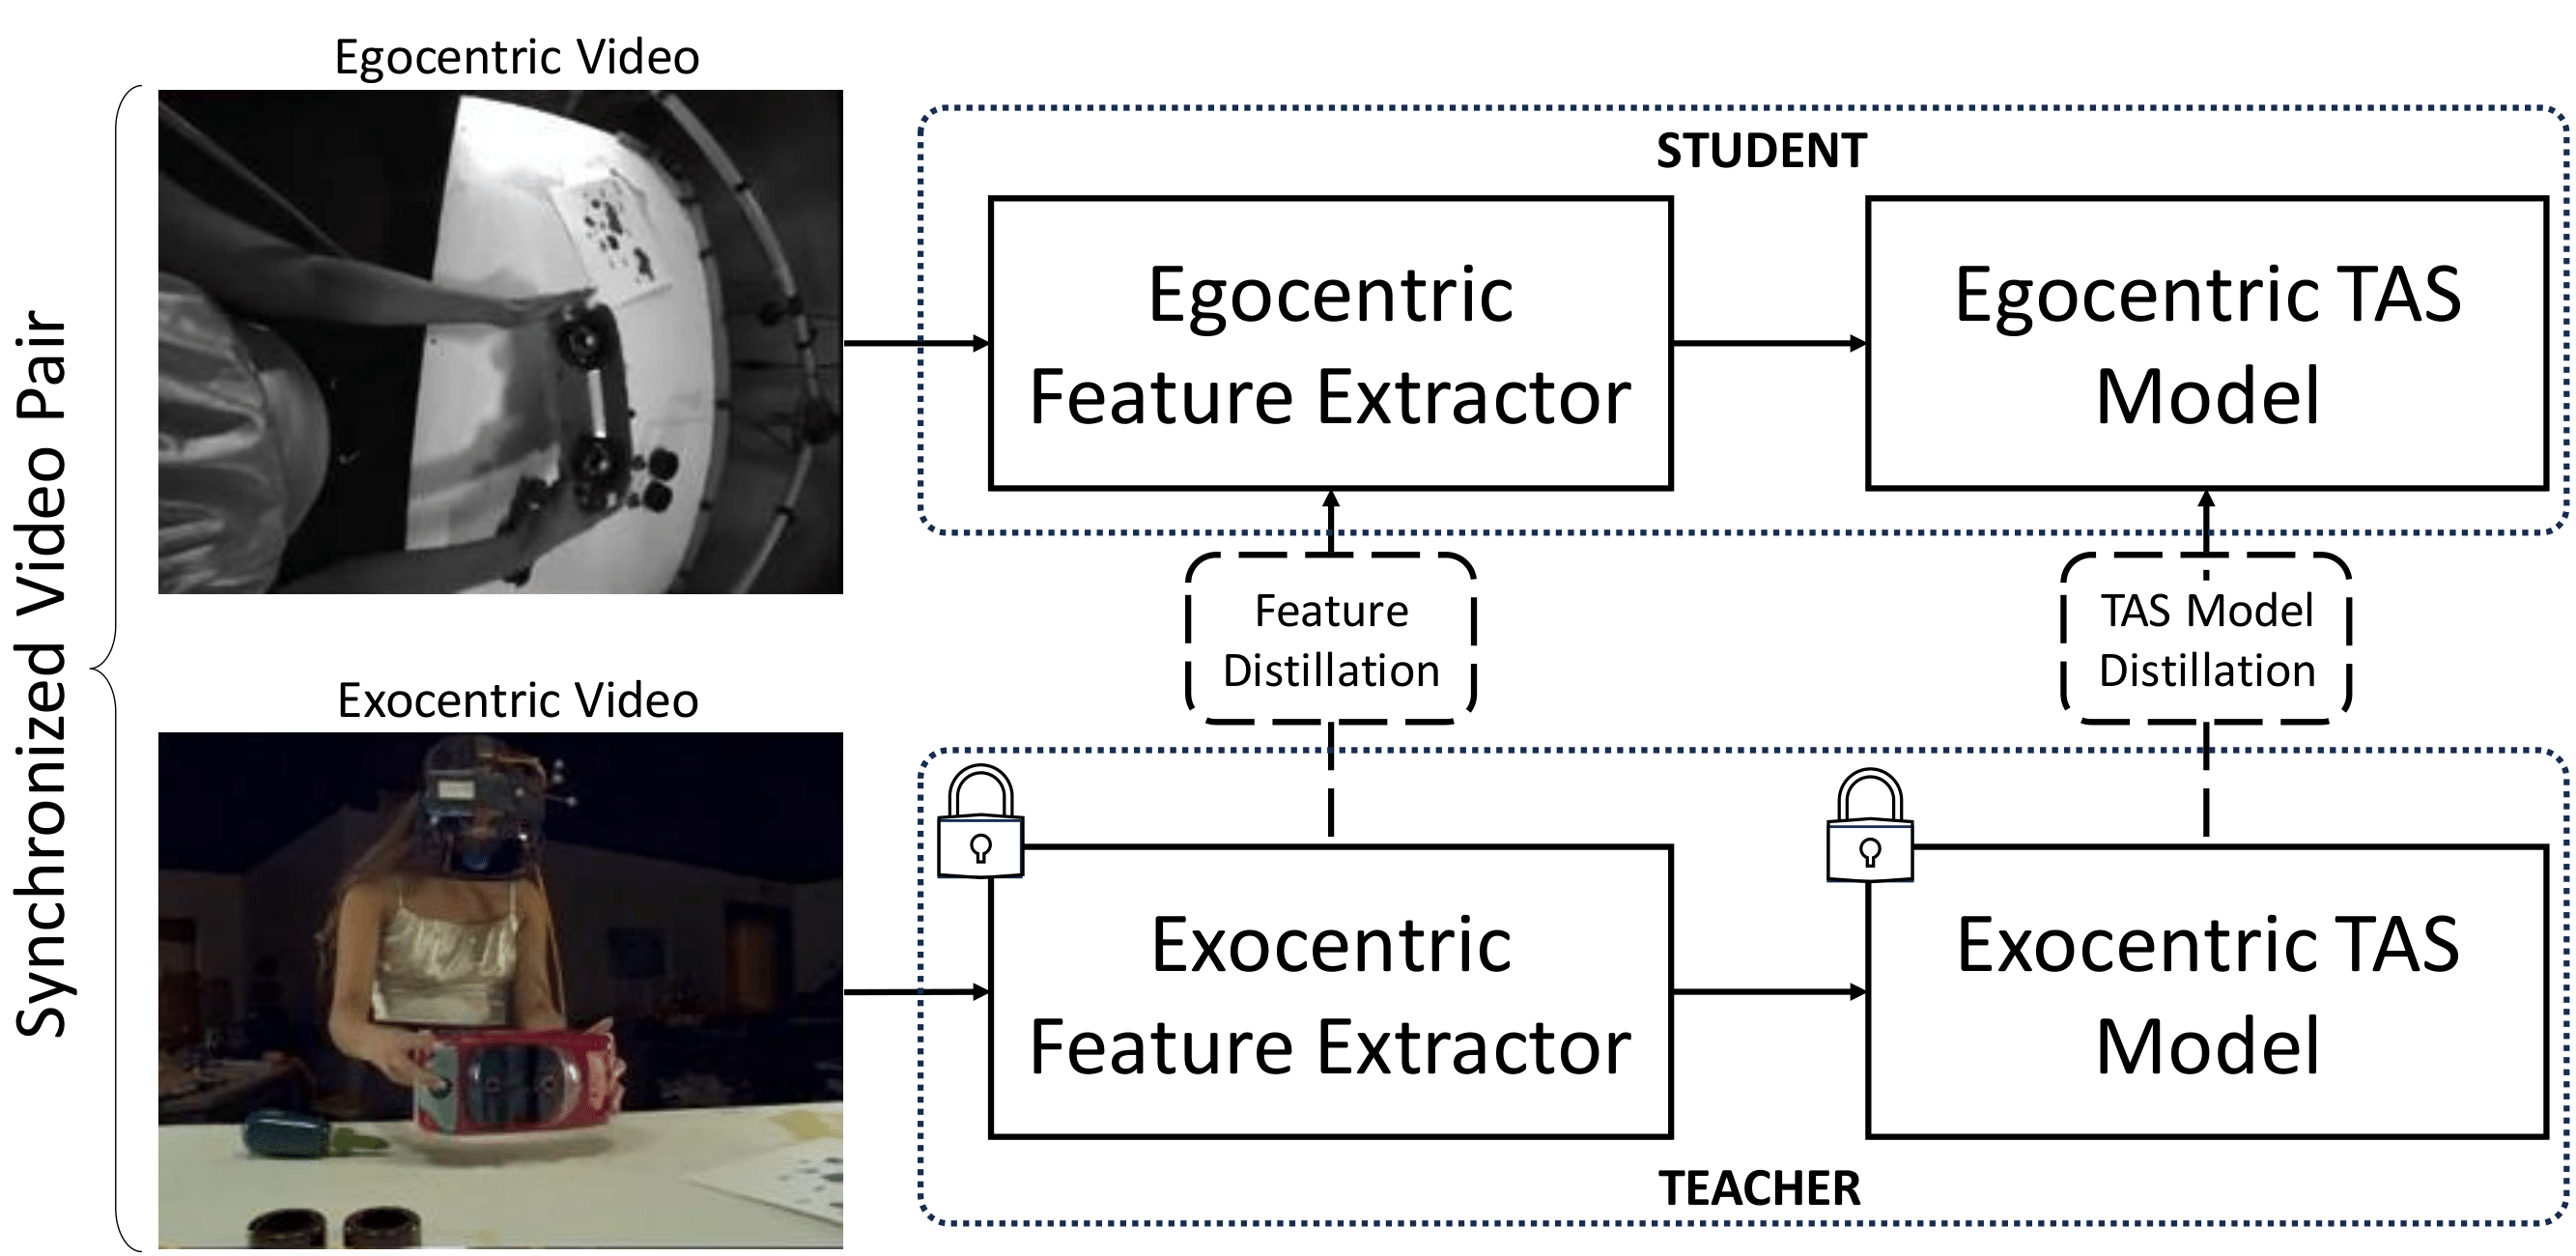 Synchronized Video Pair
Egocentric Video
Exocentric Video
STUDENT
Egocentric
Feature Extractor
Egocentric TAS
Model
Feature
Distillation
TAS Model
Distillation
Exocentric
Feature Extractor
Exocentric TAS
Model
TEACHER